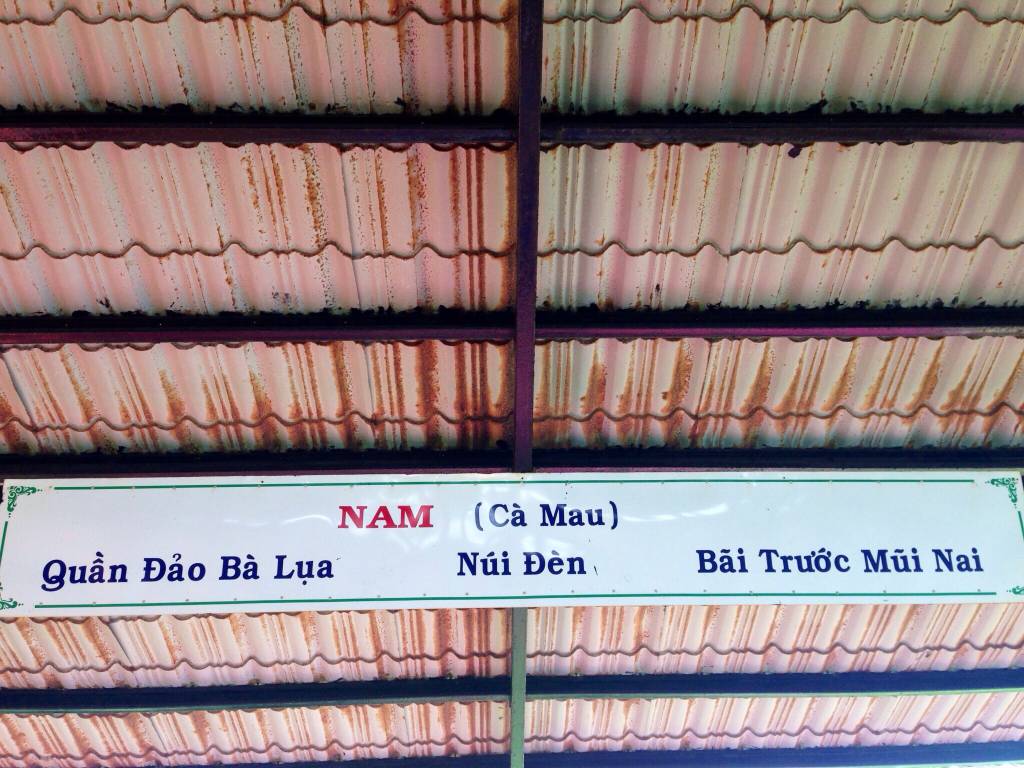 NAM (Cà Mau)
Quần Đảo Bà Lụa Núi Đèn Bãi Trước Mũi Nai